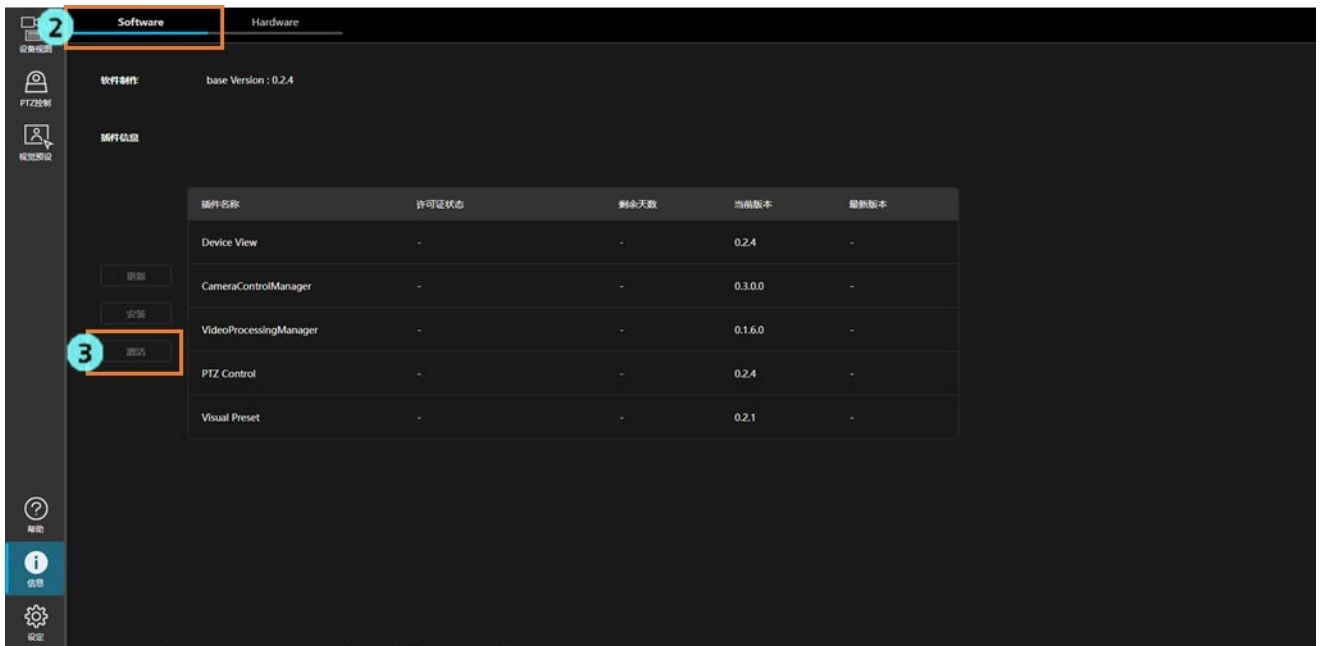 2
Software
Hardware
设备视图
软件制作
base Version : 0.2.4
PTZ控制
插件信息
视觉预设
插件名称
许可证状态
剩余天数
当前版本
最新版本
Device View
-
-
0.2.4
-
更新
CameraControlManager
-
-
0.3.0.0
-
安装
VideoProcessingManager
-
-
0.1.6.0
-
3
激活
PTZ Control
-
-
0.2.4
-
Visual Preset
-
-
0.2.1
-
帮助
信息
设定